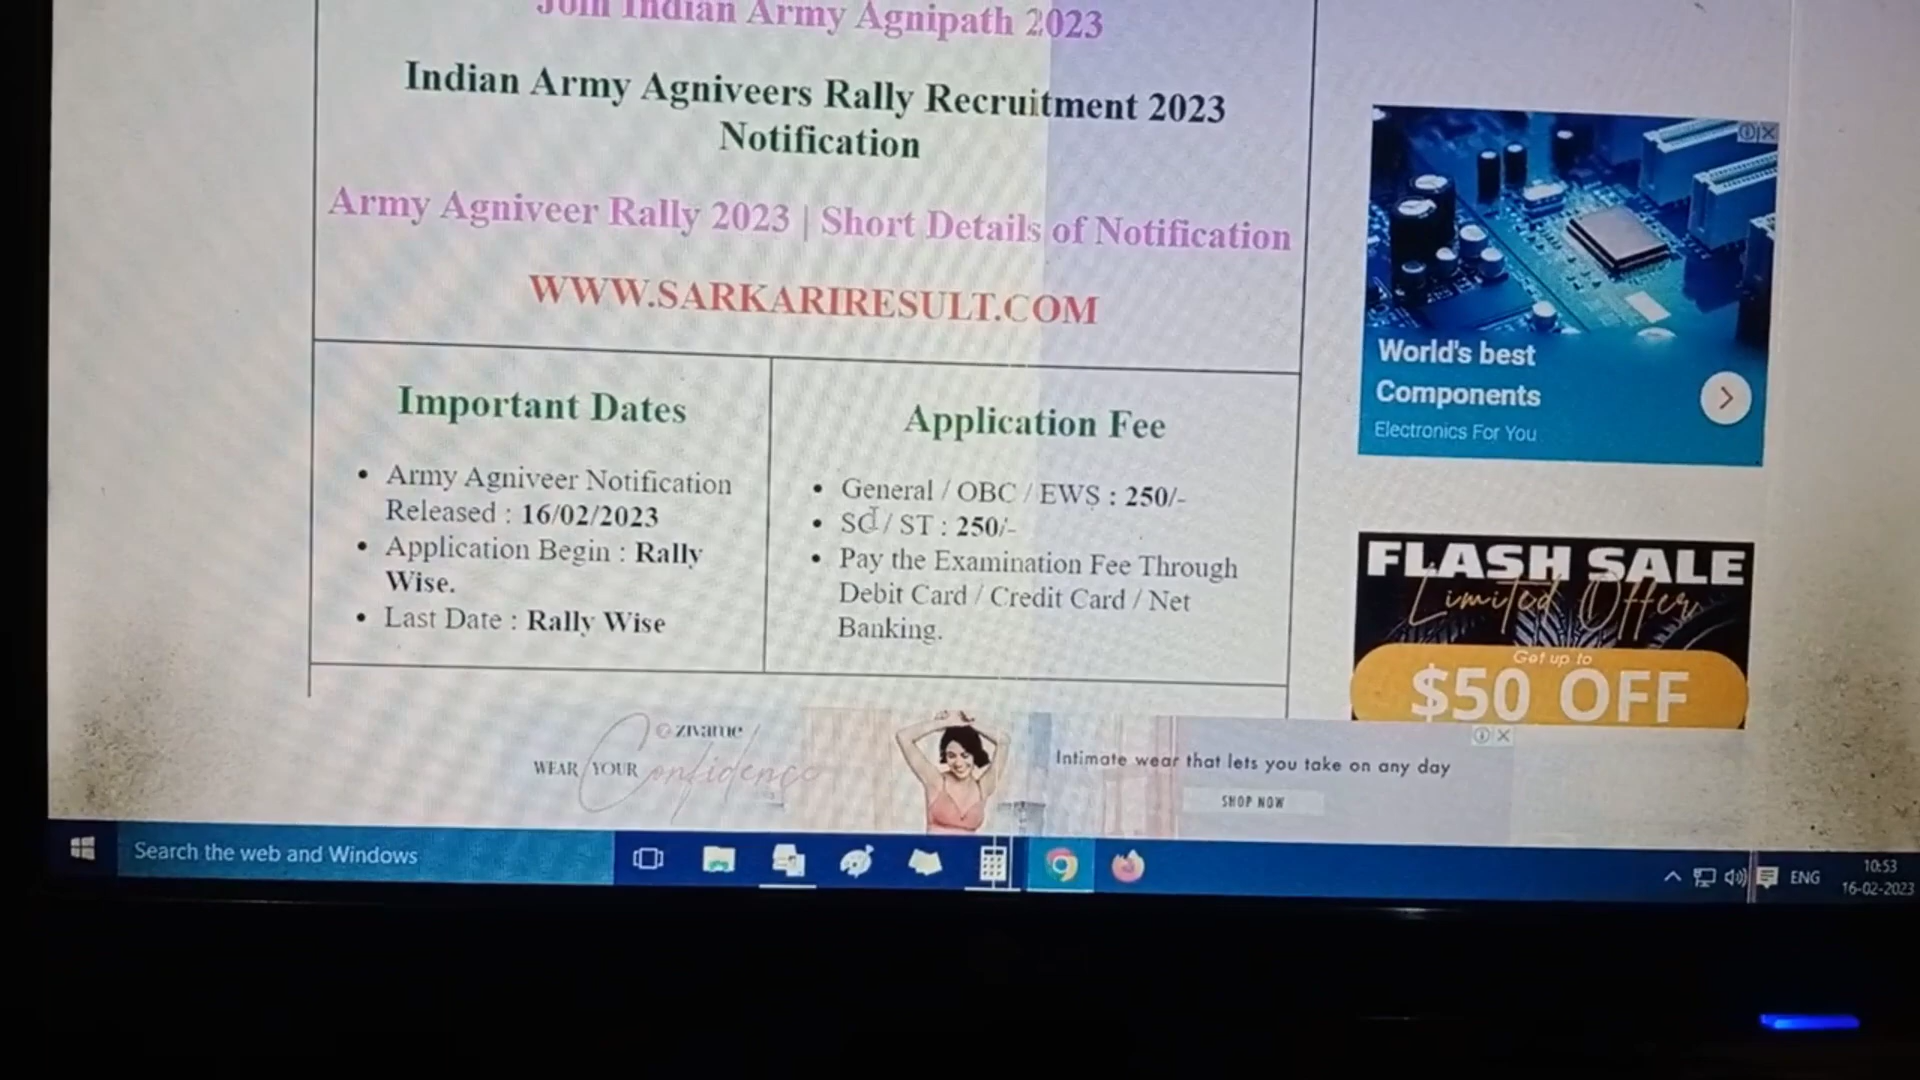 Join Indian Army Agnipath 2023
Indian Army Agniveers Rally Recruitment 2023
Notification
Army Agniveer Rally 2023 | Short Details of Notification
WWW.SARKARIRESULT.COM
Important Dates
• Army Agniveer Notification
Released : 16/02/2023
• Application Begin : Rally
Wise.
• Last Date : Rally Wise
Application Fee
• General / OBC / EWS : 250/-
• SC / ST : 250/-
• Pay the Examination Fee Through
Debit Card / Credit Card / Net
Banking.
World's best
Components
Electronics For You
FLASH SALE
Limited Offer
Get up to
$50 OFF
zivame
WEAR YOUR Confidence
Intimate wear that lets you take on any day
SHOP NOW
Search the web and Windows
ENG
10:53
16-02-2023